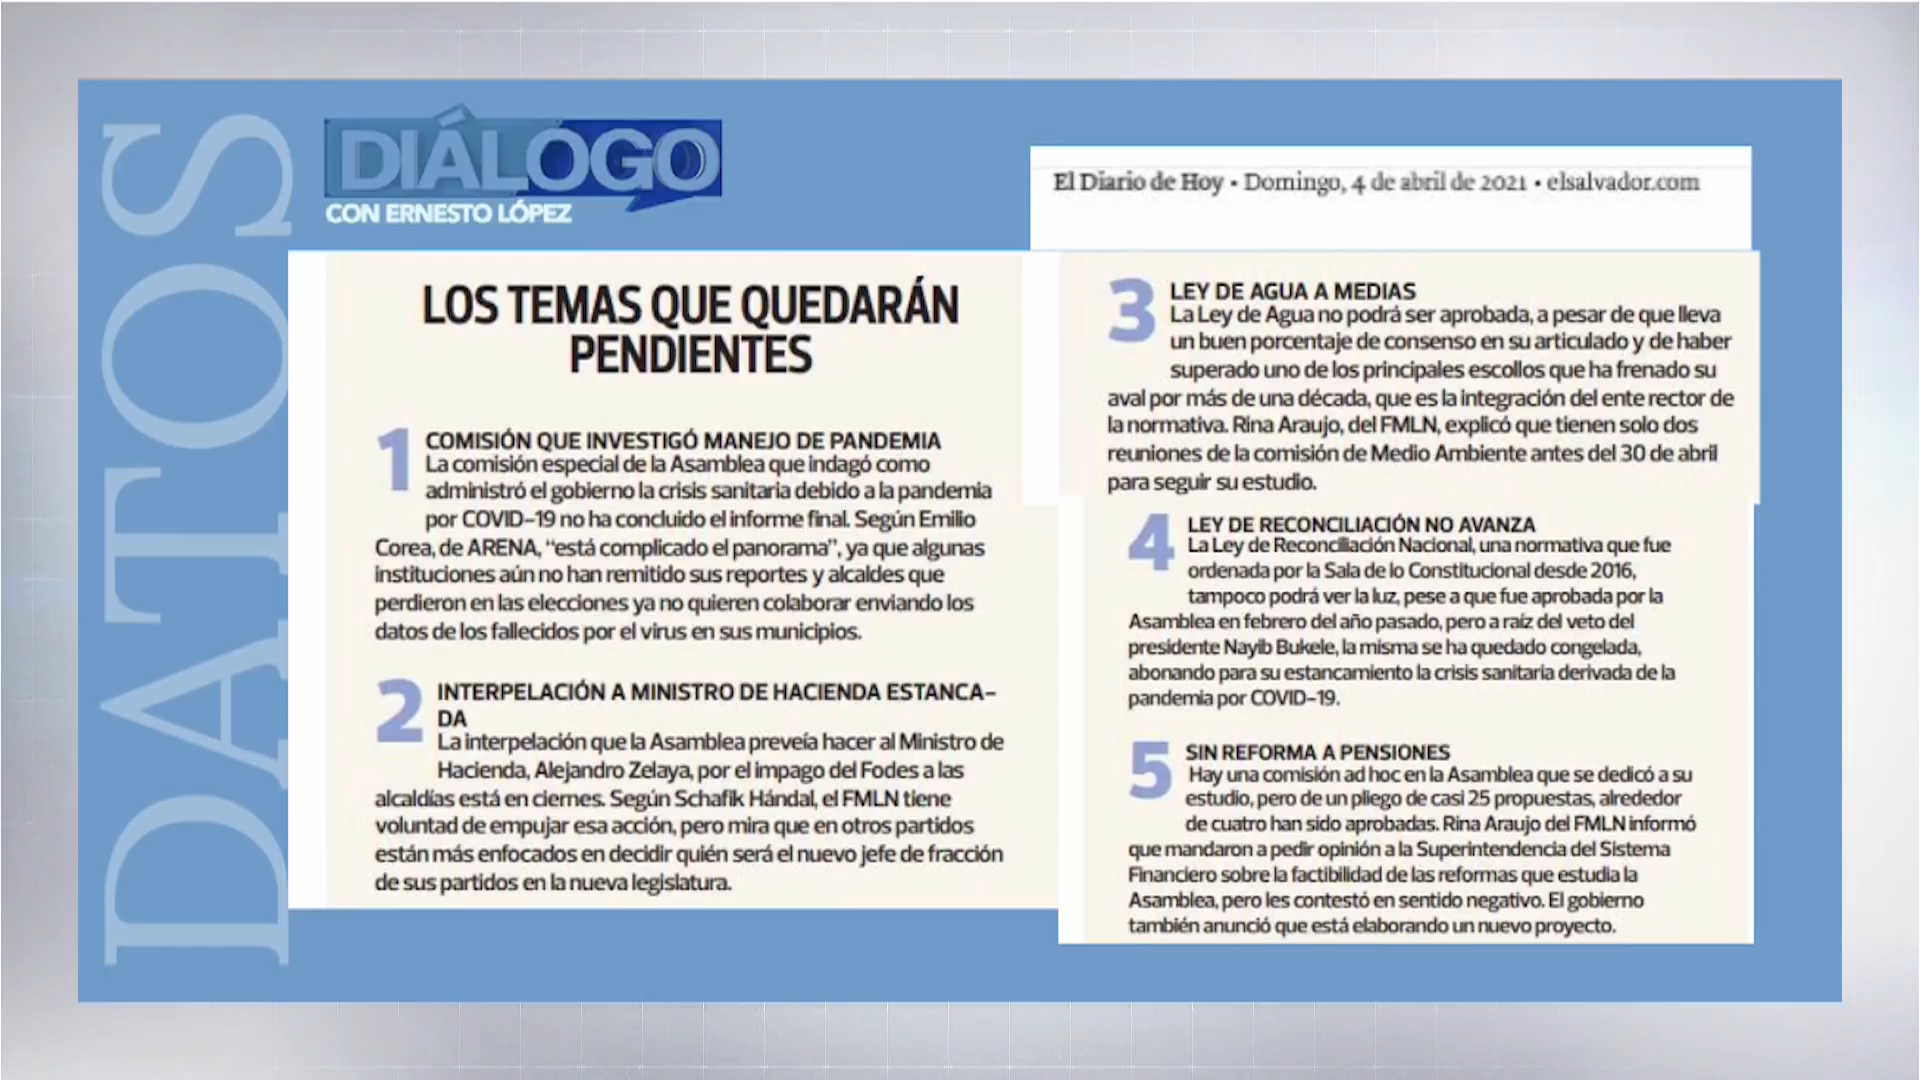 DATOS
DIÁLOGO
CON ERNESTO LÓPEZ
El Diario de Hoy • Domingo, 4 de abril de 2021 • elsalvador.com
LOS TEMAS QUE QUEDARÁN
PENDIENTES
1 COMISIÓN QUE INVESTIGÓ MANEJO DE PANDEMIA
La comisión especial de la Asamblea que indagó como
administró el gobierno la crisis sanitaria debido a la pandemia
por COVID-19 no ha concluido el informe final. Según Emilio
Corea, de ARENA, “está complicado el panorama”, ya que algunas
instituciones aún no han remitido sus reportes y alcaldes que
perdieron en las elecciones ya no quieren colaborar enviando los
datos de los fallecidos por el virus en sus municipios.
2 INTERPELACIÓN A MINISTRO DE HACIENDA ESTANCA-
DA
La interpelación que la Asamblea preveía hacer al Ministro de
Hacienda, Alejandro Zelaya, por el impago del Fodes a las
alcaldías está en ciernes. Según Schafik Hándal, el FMLN tiene
voluntad de empujar esa acción, pero mira que en otros partidos
están más enfocados en decidir quién será el nuevo jefe de fracción
de sus partidos en la nueva legislatura.
3 LEY DE AGUA A MEDIAS
La Ley de Agua no podrá ser aprobada, a pesar de que lleva
un buen porcentaje de consenso en su articulado y de haber
superado uno de los principales escollos que ha frenado su
aval por más de una década, que es la integración del ente rector de
la normativa. Rina Araujo, del FMLN, explicó que tienen solo dos
reuniones de la comisión de Medio Ambiente antes del 30 de abril
para seguir su estudio.
4 LEY DE RECONCILIACIÓN NO AVANZA
La Ley de Reconciliación Nacional, una normativa que fue
ordenada por la Sala de lo Constitucional desde 2016,
tampoco podrá ver la luz, pese a que fue aprobada por la
Asamblea en febrero del año pasado, pero a raíz del veto del
presidente Nayib Bukele, la misma se ha quedado congelada,
abonando para su estancamiento la crisis sanitaria derivada de la
pandemia por COVID-19.
5 SIN REFORMA A PENSIONES
Hay una comisión ad hoc en la Asamblea que se dedicó a su
estudio, pero de un pliego de casi 25 propuestas, alrededor
de cuatro han sido aprobadas. Rina Araujo del FMLN informó
que mandaron a pedir opinión a la Superintendencia del Sistema
Financiero sobre la factibilidad de las reformas que estudia la
Asamblea, pero les contestó en sentido negativo. El gobierno
también anunció que está elaborando un nuevo proyecto.